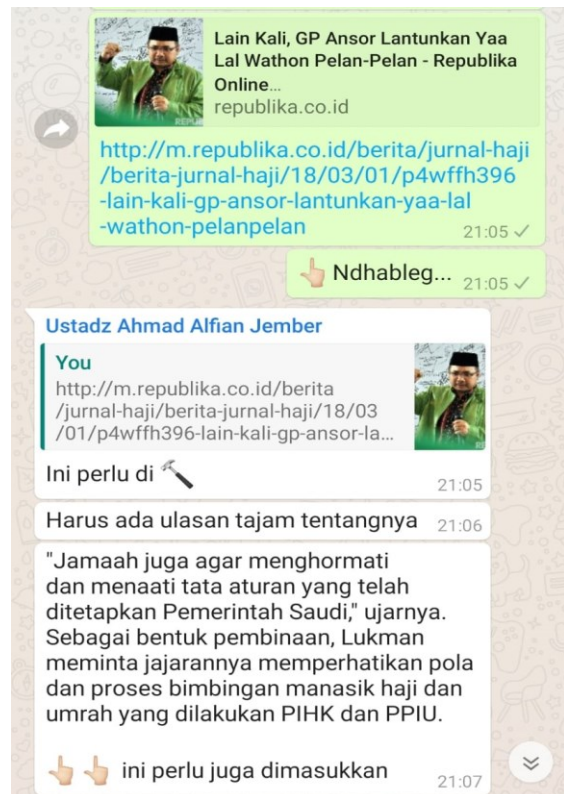 Lain Kali, GP Ansor Lantunkan Yaa
Lal Wathon Pelan-Pelan - Republika
Online...
republika.co.id
http://m.republika.co.id/berita/jurnal-haji
/berita-jurnal-haji/18/03/01/p4wffh396
-lain-kali-gp-ansor-lantunkan-yaa-lal
-wathon-pelanpelan
21:05
👆 Ndhableg... 21:05
Ustadz Ahmad Alfian Jember
You
http://m.republika.co.id/berita
/jurnal-haji/berita-jurnal-haji/18/03
/01/p4wffh396-lain-kali-gp-ansor-la...
Ini perlu di 🔨
21:05
Harus ada ulasan tajam tentangnya 21:06
"Jamaah juga agar menghormati
dan menaati tata aturan yang telah
ditetapkan Pemerintah Saudi," ujarnya.
Sebagai bentuk pembinaan, Lukman
meminta jajarannya memperhatikan pola
dan proses bimbingan manasik haji dan
umrah yang dilakukan PIHK dan PPIU.
👆👆 ini perlu juga dimasukkan
21:07